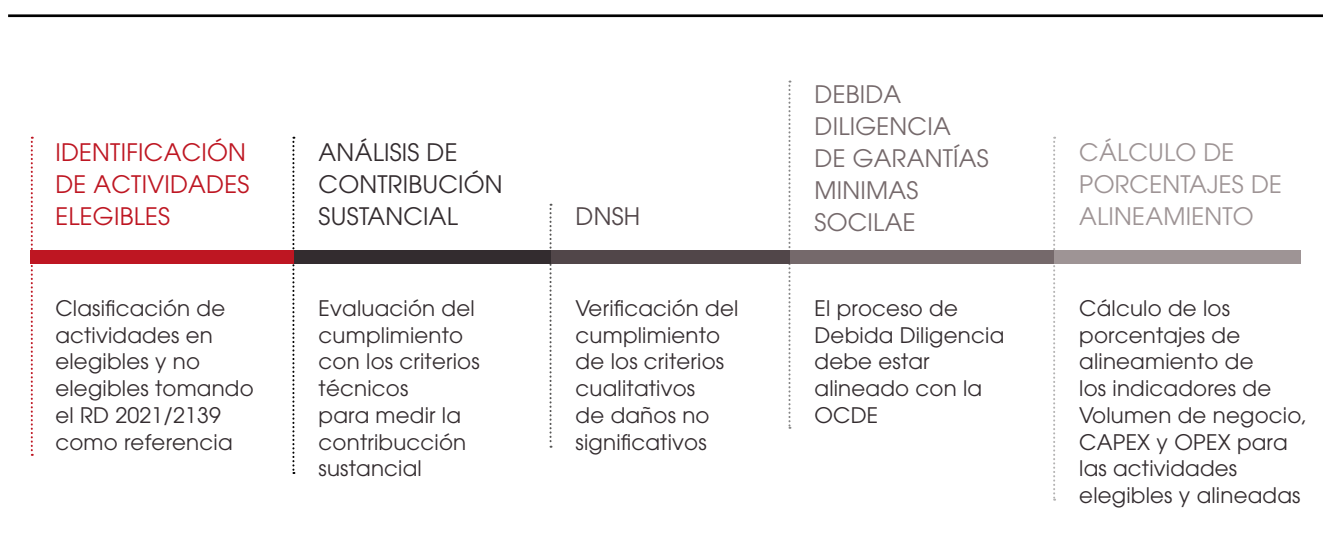 IDENTIFICACIÓN
DE ACTIVIDADES
ELEGIBLES
Clasificación de
actividades en
elegibles y no
elegibles tomando
el RD 2021/2139
como referencia
ANÁLISIS DE
CONTRIBUCIÓN
SUSTANCIAL
Evaluación del
cumplimiento
con los criterios
técnicos
para medir la
contribucción
sustancial
DNSH
Verificación del
cumplimiento
de los criterios
cualitativos
de daños no
significativos
DEBIDA
DILIGENCIA
DE GARANTÍAS
MINIMAS
SOCILAE
El proceso de
Debida Diligencia
debe estar
alineado con la
OCDE
CÁLCULO DE
PORCENTAJES DE
ALINEAMIENTO
Cálculo de los
porcentajes de
alineamiento de
los indicadores de
Volumen de negocio,
CAPEX y OPEX para
las actividades
elegibles y alineadas